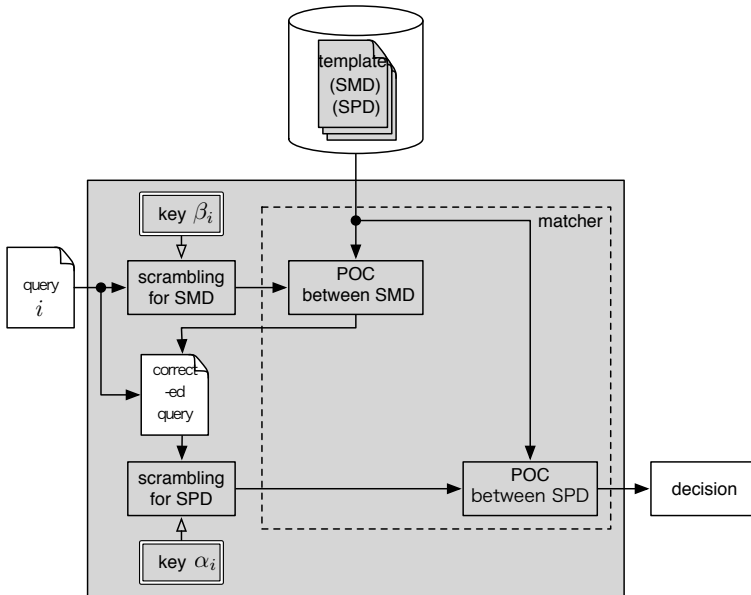 template
(SMD)
(SPD)
key βᵢ
matcher
query
i
scrambling
for SMD
POC
between SMD
correct
-ed
query
scrambling
for SPD
POC
between SPD
decision
key αᵢ